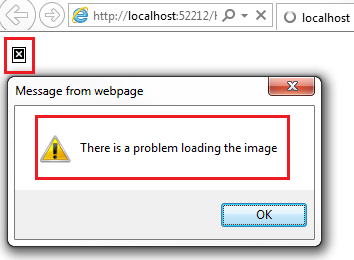 http://localhost:52212/H
localhost
Message from webpage
There is a problem loading the image
OK